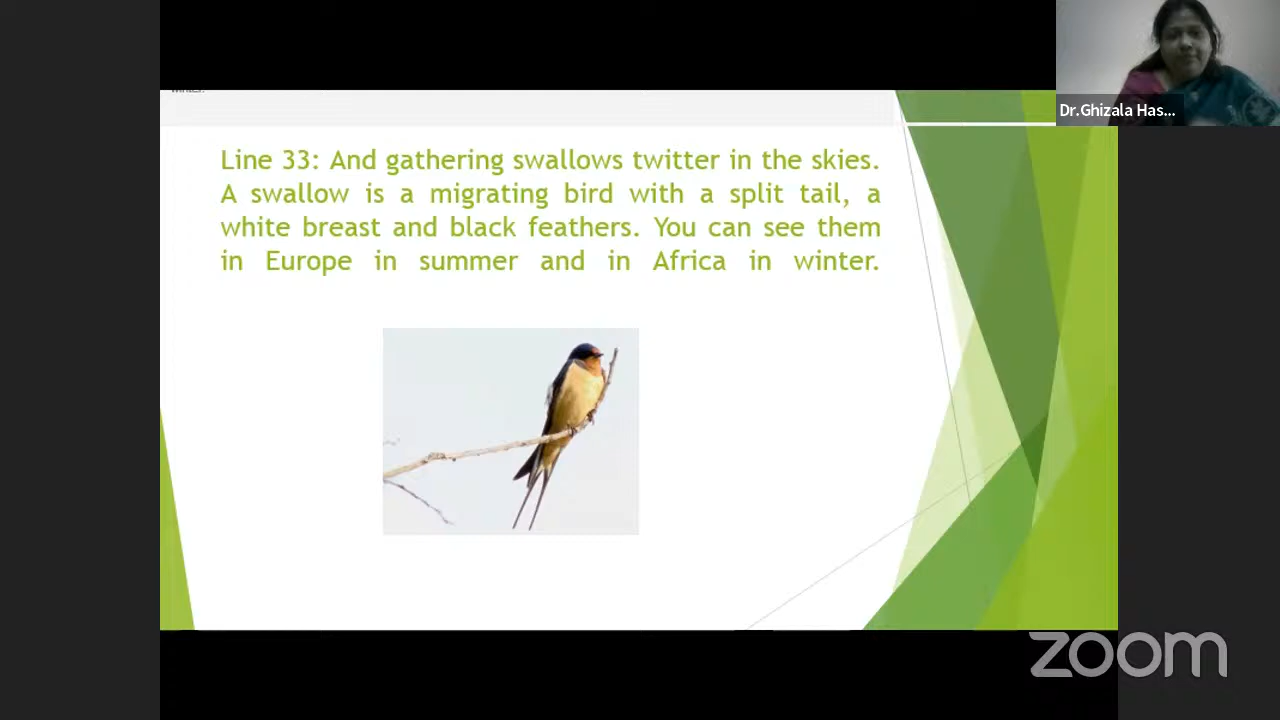 Dr.Ghizala Has...
Line 33: And gathering swallows twitter in the skies.
A swallow is a migrating bird with a split tail, a
white breast and black feathers. You can see them
in Europe in summer and in Africa in winter.
zoom